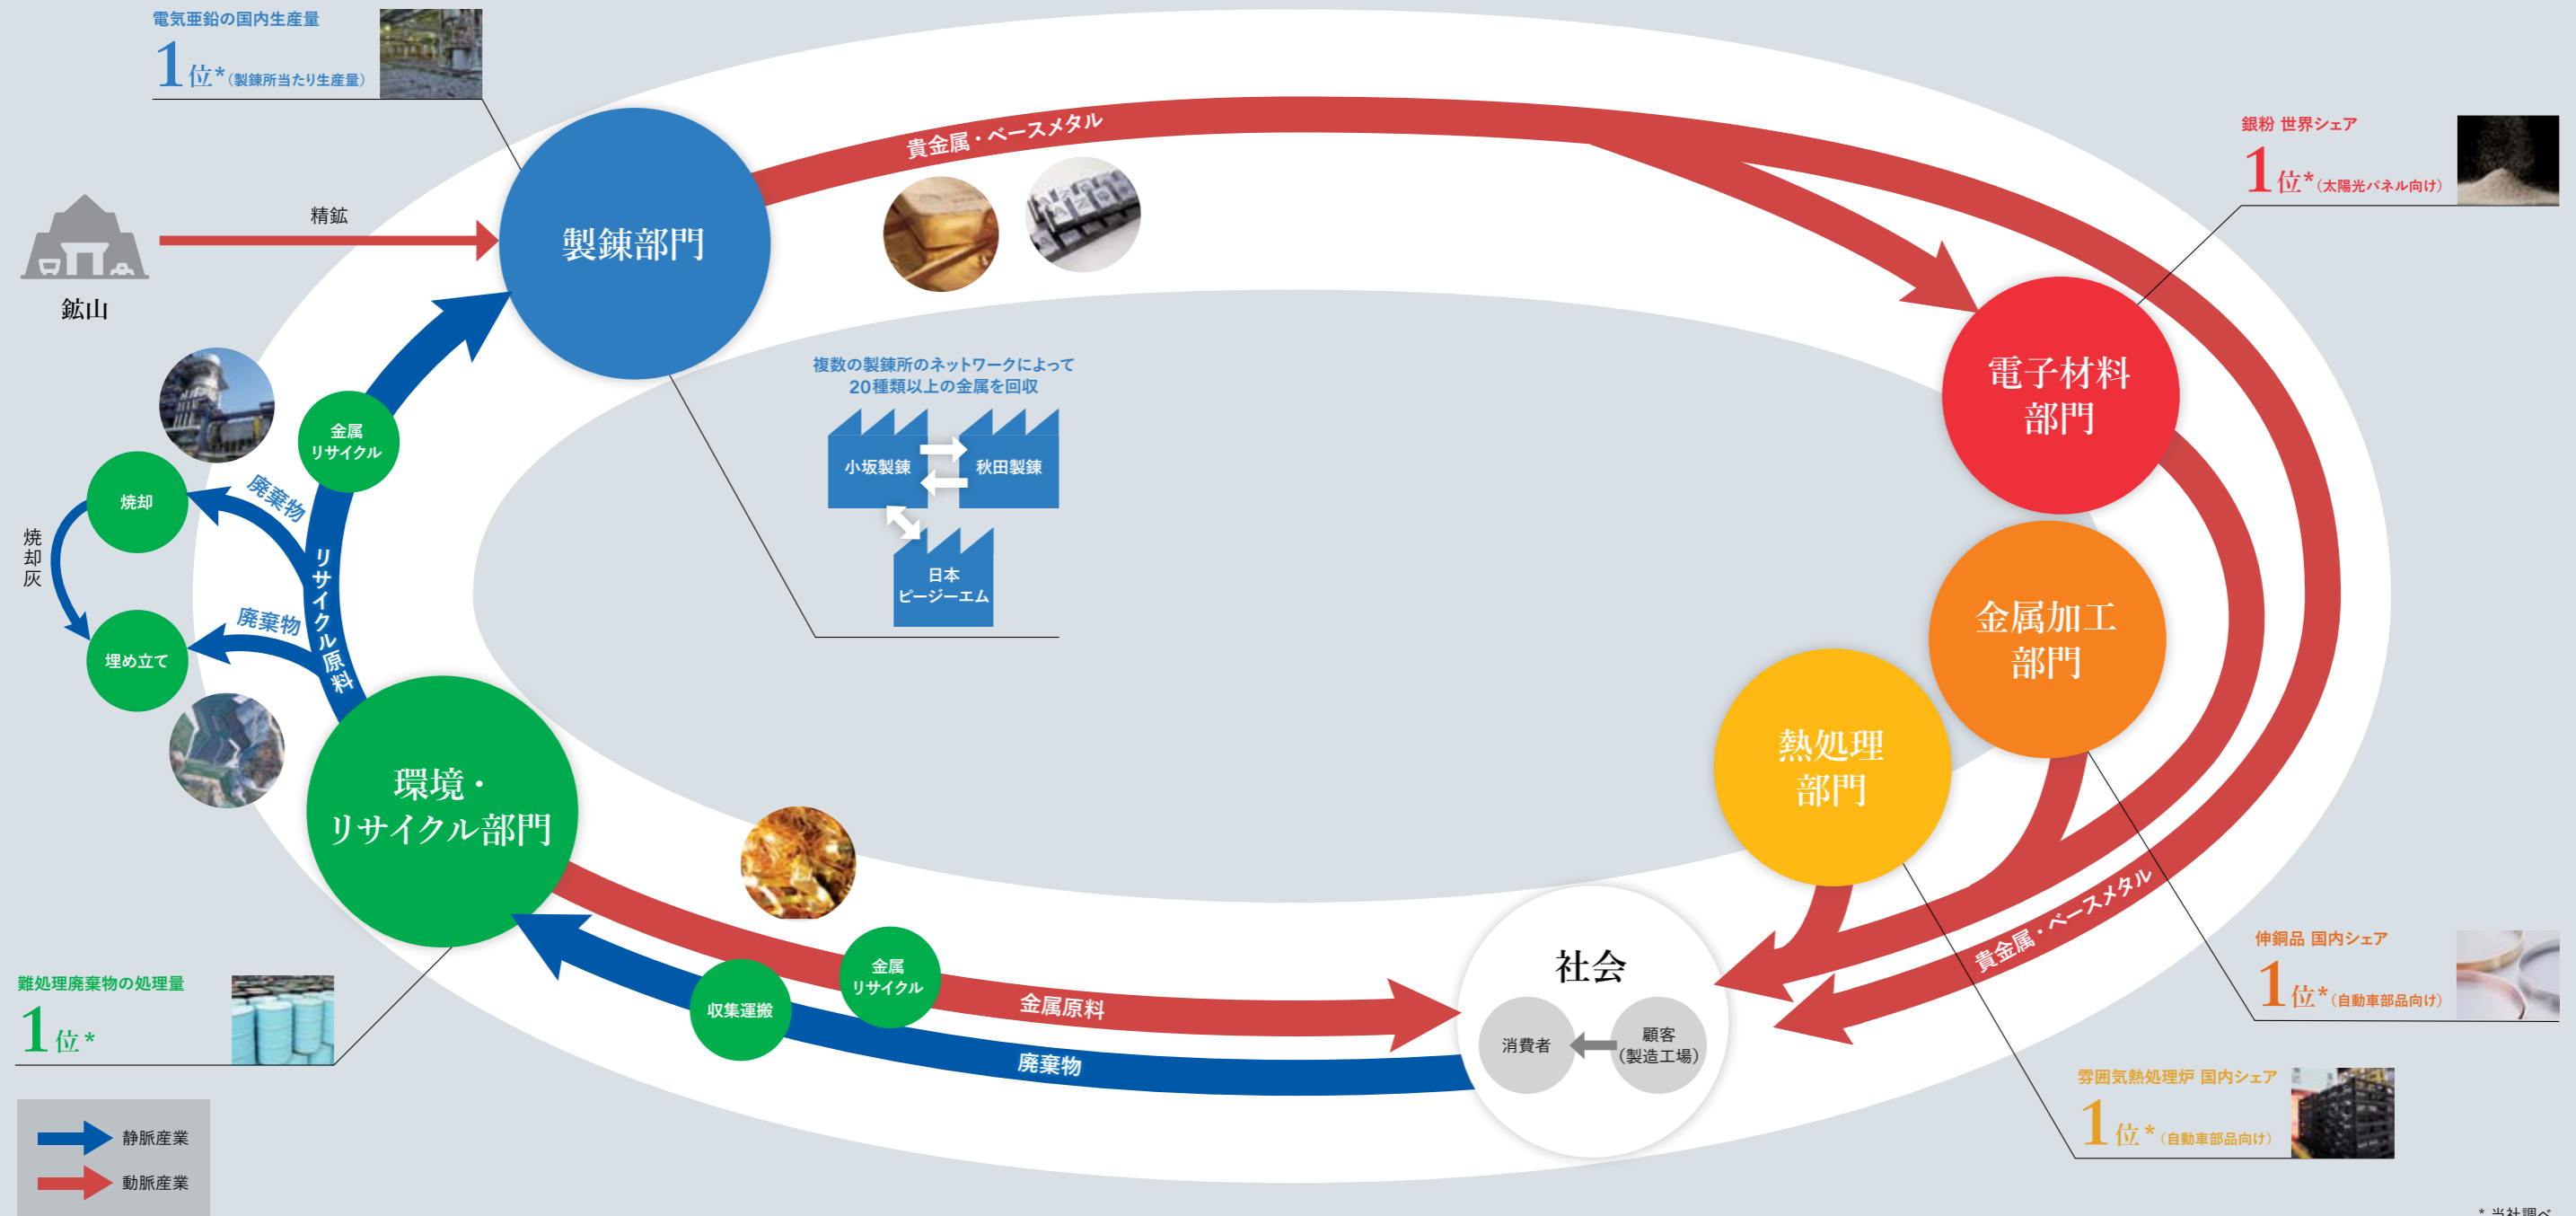 電気亜鉛の国内生産量
1位*(製錬所当たり生産量)
銀粉 世界シェア
1位*(太陽光パネル向け)
貴金属・ベースメタル
精鉱
鉱山
製錬部門
複数の製錬所のネットワークによって
20種類以上の金属を回収
小坂製錬
秋田製錬
日本
ピージーエム
電子材料
部門
金属加工
部門
熱処理
部門
金属
リサイクル
焼却
廃棄物
焼却灰
リサイクル原料
廃棄物
埋め立て
環境・
リサイクル部門
貴金属・ベースメタル
社会
消費者
顧客
(製造工場)
金属
リサイクル
収集運搬
金属原料
廃棄物
難処理廃棄物の処理量
1位*
伸銅品 国内シェア
1位*(自動車部品向け)
雰囲気熱処理炉 国内シェア
1位*(自動車部品向け)
静脈産業
動脈産業
* 当社調べ